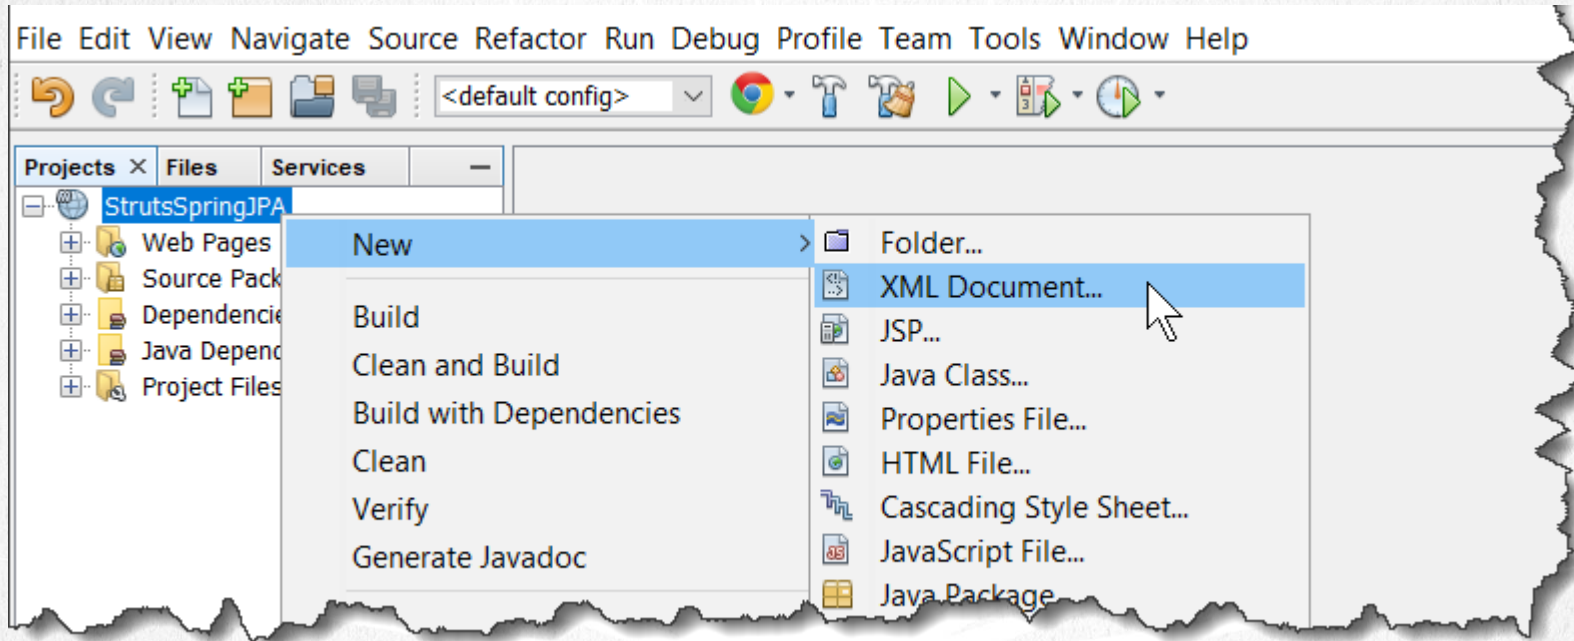 File Edit View Navigate Source Refactor Run Debug Profile Team Tools Window Help
<default config>
Projects Files Services
StrutsSpringJPA
Web Pages
Source Pack
Dependencie
Java Depend
Project Files
New
Build
Clean and Build
Build with Dependencies
Clean
Verify
Generate Javadoc
Folder...
XML Document...
JSP...
Java Class...
Properties File...
HTML File...
Cascading Style Sheet...
JavaScript File...
Java Package